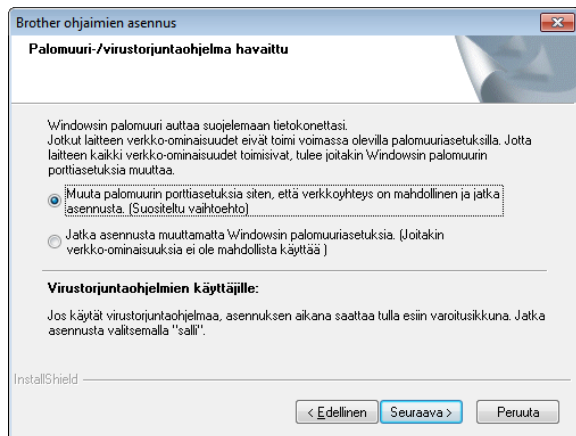 Brother ohjaimien asennus
Palomuuri-/virustorjuntaohjelma havaittu
Windowsin palomuuri auttaa suojelemaan tietokonettasi.
Jotkut laitteen verkko-ominaisuudet eivät toimi voimassa olevilla palomuuriasetuksilla. Jotta
laitteen kaikki verkko-ominaisuudet toimisivat, tulee joitakin Windowsin palomuurin
porttiasetuksia muuttaa.
Muuta palomuurin porttiasetuksia siten, että verkkoyhteys on mahdollinen ja jatka
asennusta. (Suositeltu vaihtoehto)
Jatka asennusta muuttamatta Windowsin palomuuriasetuksia. (Joitakin
verkko-ominaisuuksia ei ole mahdollista käyttää )
Virustorjuntaohjelmien käyttäjille:
Jos käytät virustorjuntaohjelmaa, asennuksen aikana saattaa tulla esiin varoitusikkuna. Jatka
asennusta valitsemalla "salli".
InstallShield
< Edellinen Seuraava > Peruuta